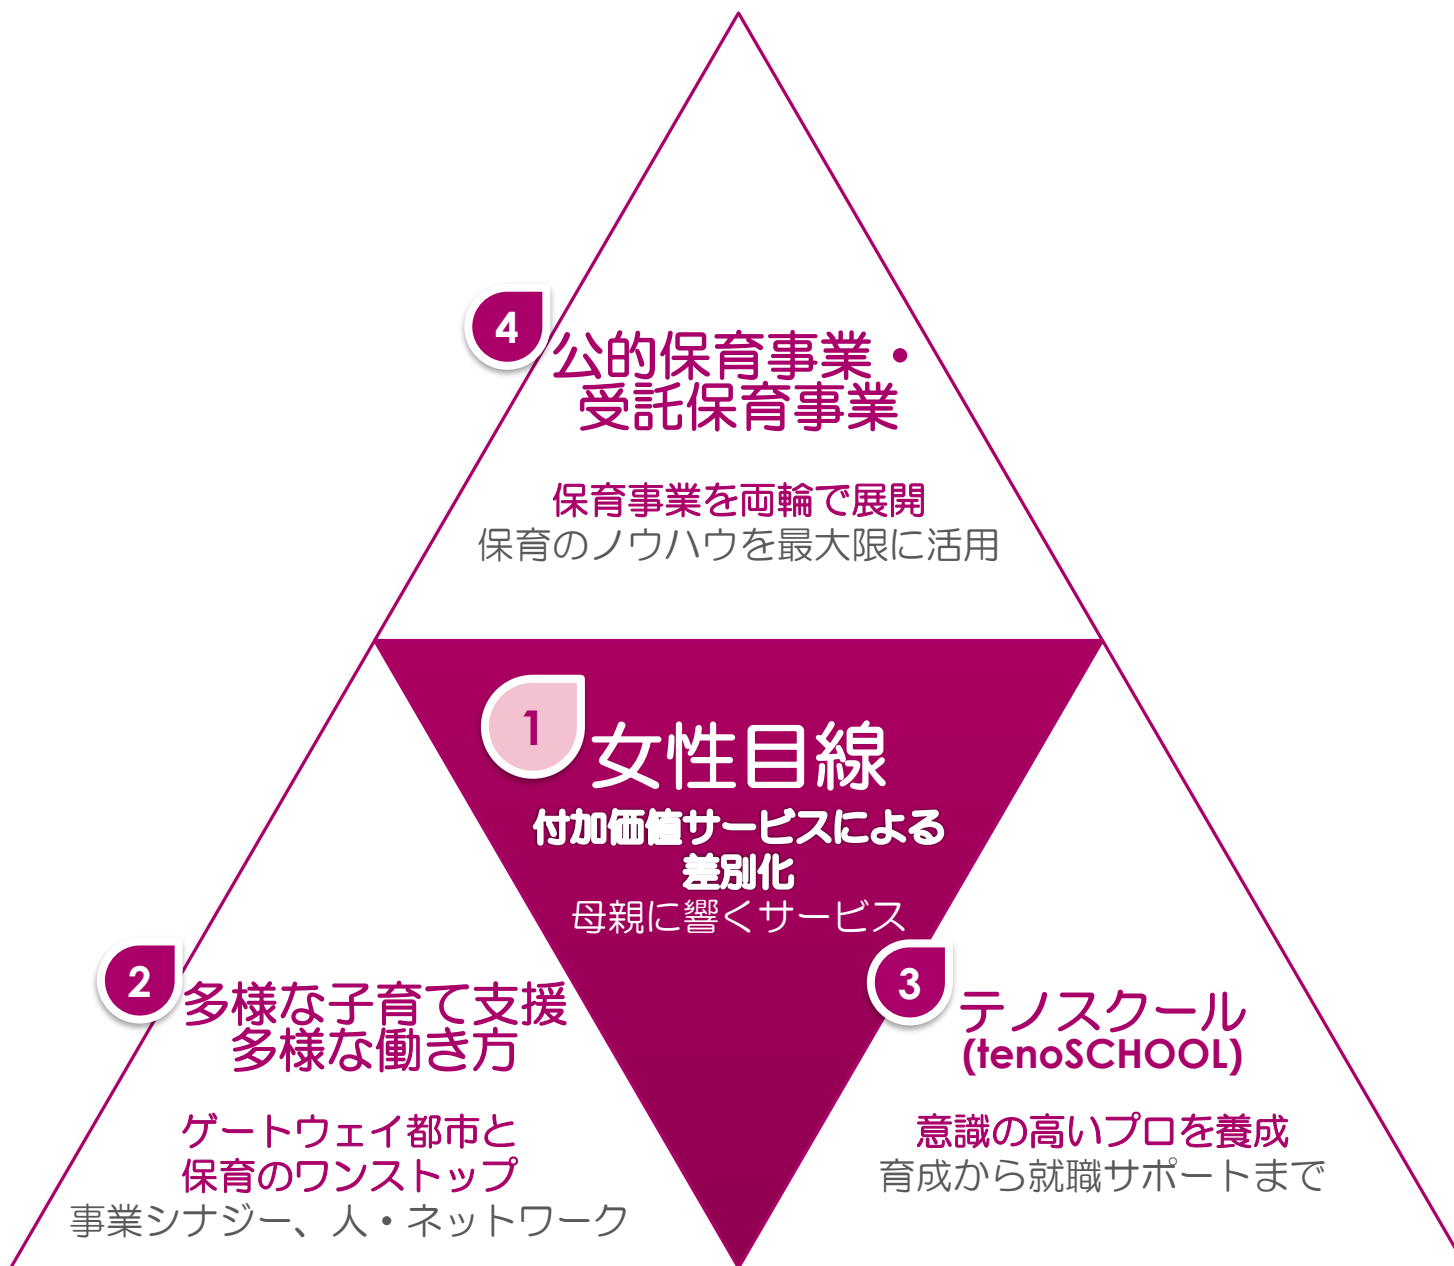 4
公的保育事業・
受託保育事業
保育事業を両輪で展開
保育のノウハウを最大限に活用
1
女性目線
付加価値サービスによる
差別化
母親に響くサービス
2
多様な子育て支援
多様な働き方
ゲートウェイ都市と
保育のワンストップ
事業シナジー、人・ネットワーク
3
テノスクール
(tenoSCHOOL)
意識の高いプロを養成
育成から就職サポートまで